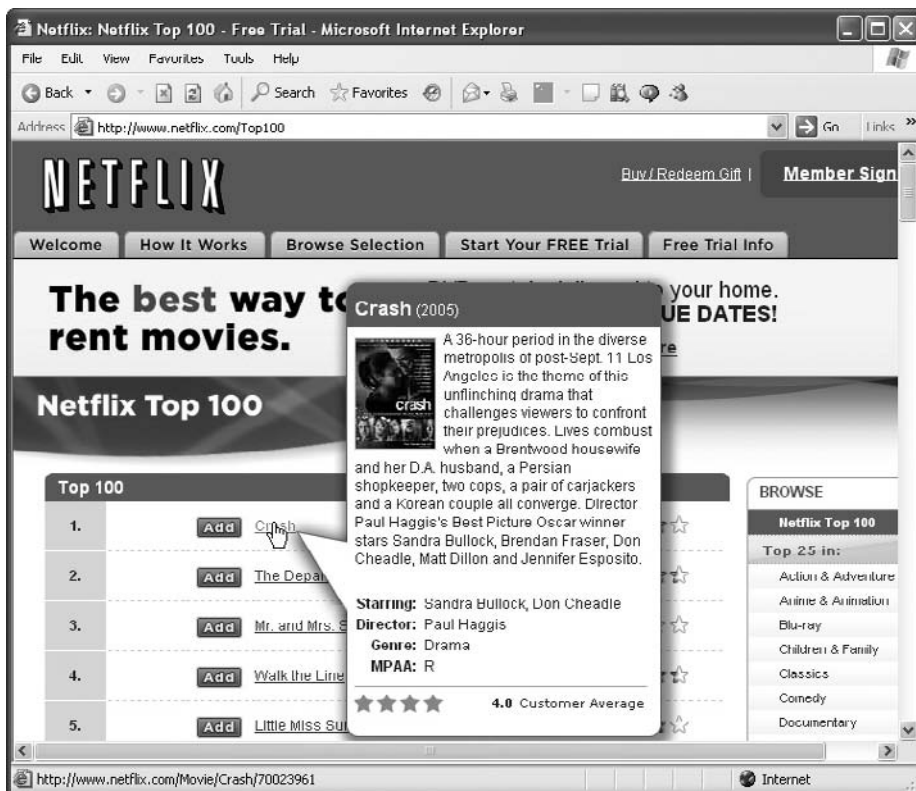 Netflix: Netflix Top 100 - Free Trial - Microsoft Internet Explorer
File Edit View Favorites Tools Help
Back Search Favorites
Address http://www.netflix.com/Top100 Go Links »
NETFLIX
Buy / Redeem Gift | Member Sign
Welcome How It Works Browse Selection Start Your FREE Trial Free Trial Info
The best way to
rent movies.
your home.
UE DATES!
re
Netflix Top 100
Crash (2005)
A 36-hour period in the diverse
metropolis of post-Sept. 11 Los
Angeles is the theme of this
unflinching drama that
challenges viewers to confront
their prejudices. Lives combust
when a Brentwood housewife
and her D.A. husband, a Persian
shopkeeper, two cops, a pair of carjackers
and a Korean couple all converge. Director
Paul Haggis's Best Picture Oscar winner
stars Sandra Bullock, Brendan Fraser, Don
Cheadle, Matt Dillon and Jennifer Esposito.
Starring: Sandra Bullock, Don Cheadle
Director: Paul Haggis
Genre: Drama
MPAA: R
4.0 Customer Average
crash
Top 100
1. Add Crash
2. Add The Depar
3. Add Mr. and Mrs. S
4. Add Walk the Line
5. Add Little Miss Sun
BROWSE
Netflix Top 100
Top 25 in:
Action & Adventure
Anime & Animation
Blu-ray
Children & Family
Classics
Comedy
Documentary
http://www.netflix.com/Movie/Crash/70023961 Internet